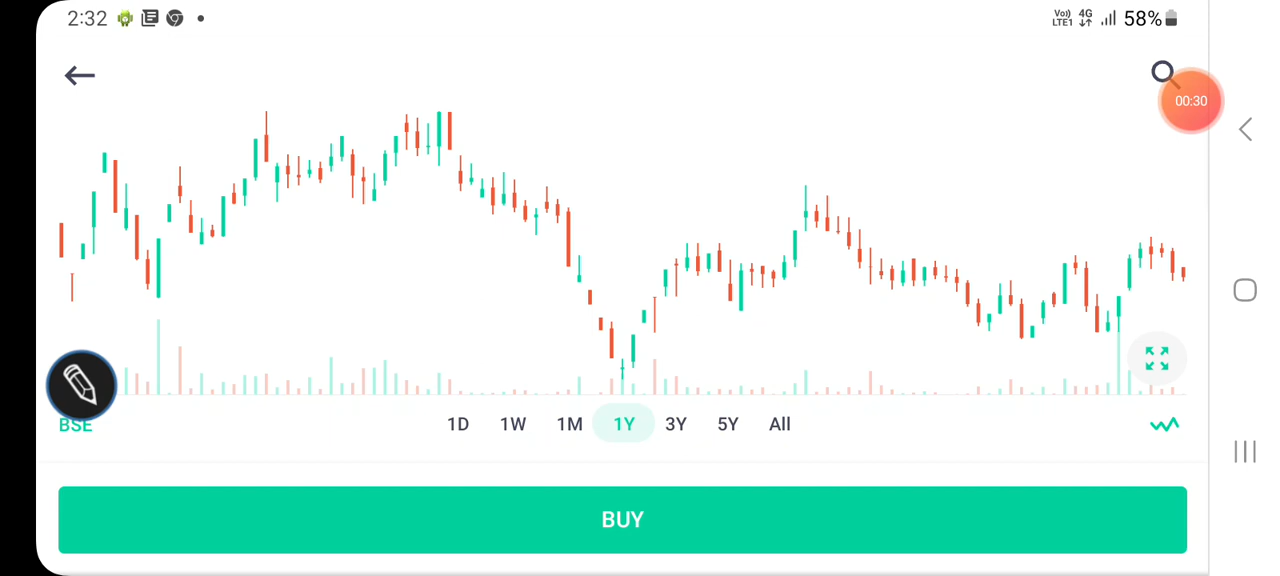 2:32
Vo)) 4G
LTE1
58%
00:30
BSE
1D 1W 1M 1Y 3Y 5Y All
BUY